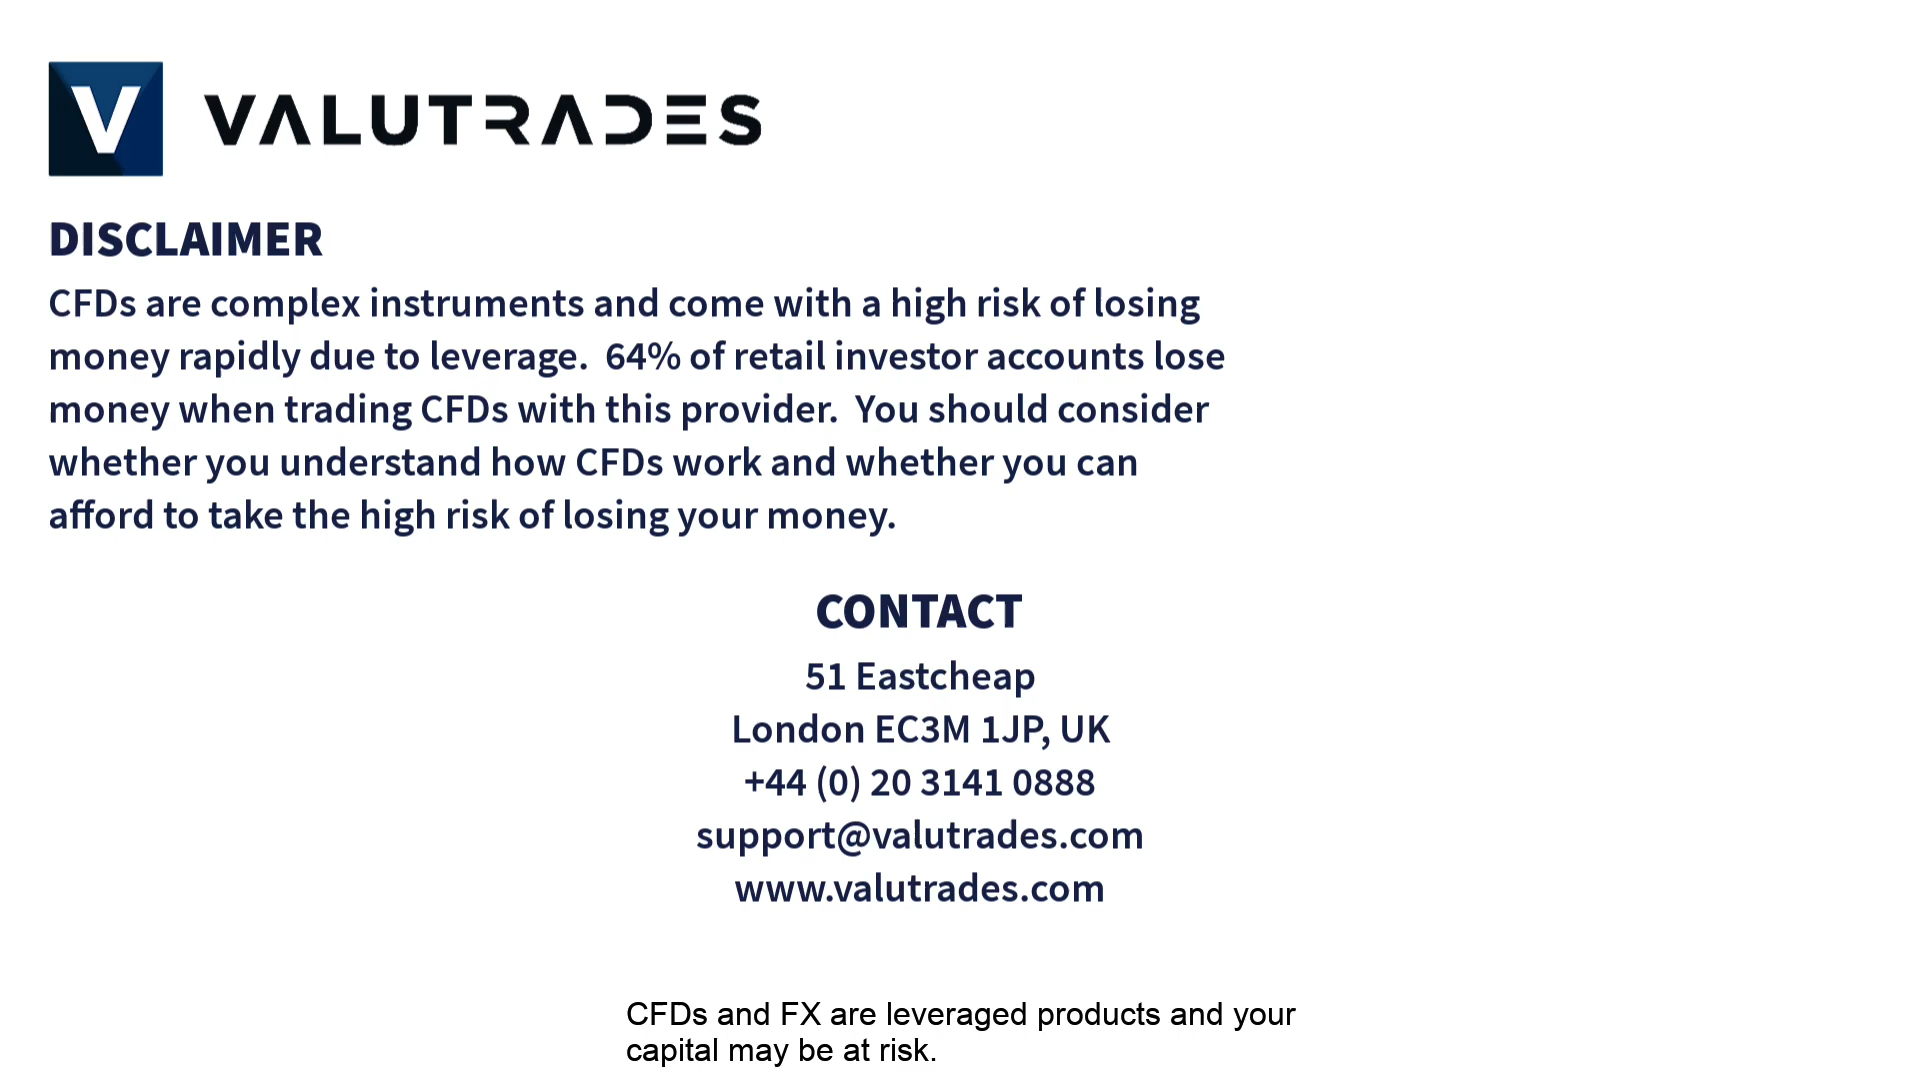 V VALUTRADES
DISCLAIMER
CFDs are complex instruments and come with a high risk of losing
money rapidly due to leverage.  64% of retail investor accounts lose
money when trading CFDs with this provider.  You should consider
whether you understand how CFDs work and whether you can
afford to take the high risk of losing your money.
CONTACT
51 Eastcheap
London EC3M 1JP, UK
+44 (0) 20 3141 0888
support@valutrades.com
www.valutrades.com
CFDs and FX are leveraged products and your
capital may be at risk.